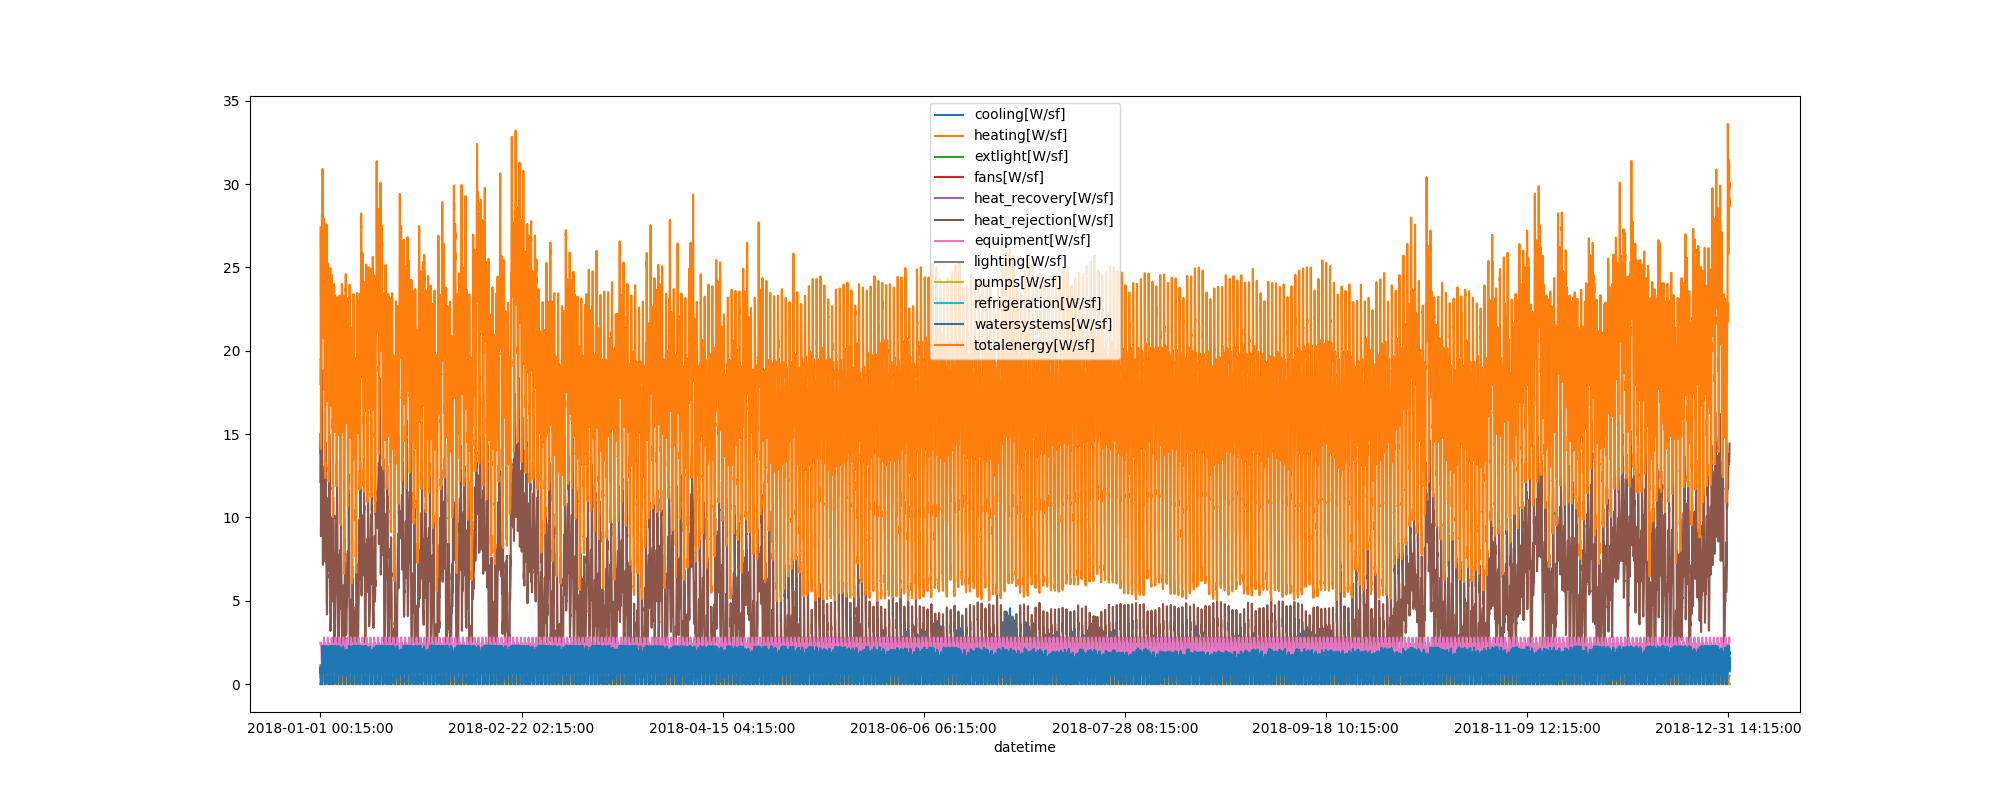 35
30
25
20
15
10
5
0
cooling[W/sf]
heating[W/sf]
extlight[W/sf]
fans[W/sf]
heat_recovery[W/sf]
heat_rejection[W/sf]
equipment[W/sf]
lighting[W/sf]
pumps[W/sf]
refrigeration[W/sf]
watersystems[W/sf]
totalenergy[W/sf]
2018-01-01 00:15:00 2018-02-22 02:15:00 2018-04-15 04:15:00 2018-06-06 06:15:00 2018-07-28 08:15:00 2018-09-18 10:15:00 2018-11-09 12:15:00 2018-12-31 14:15:00
datetime